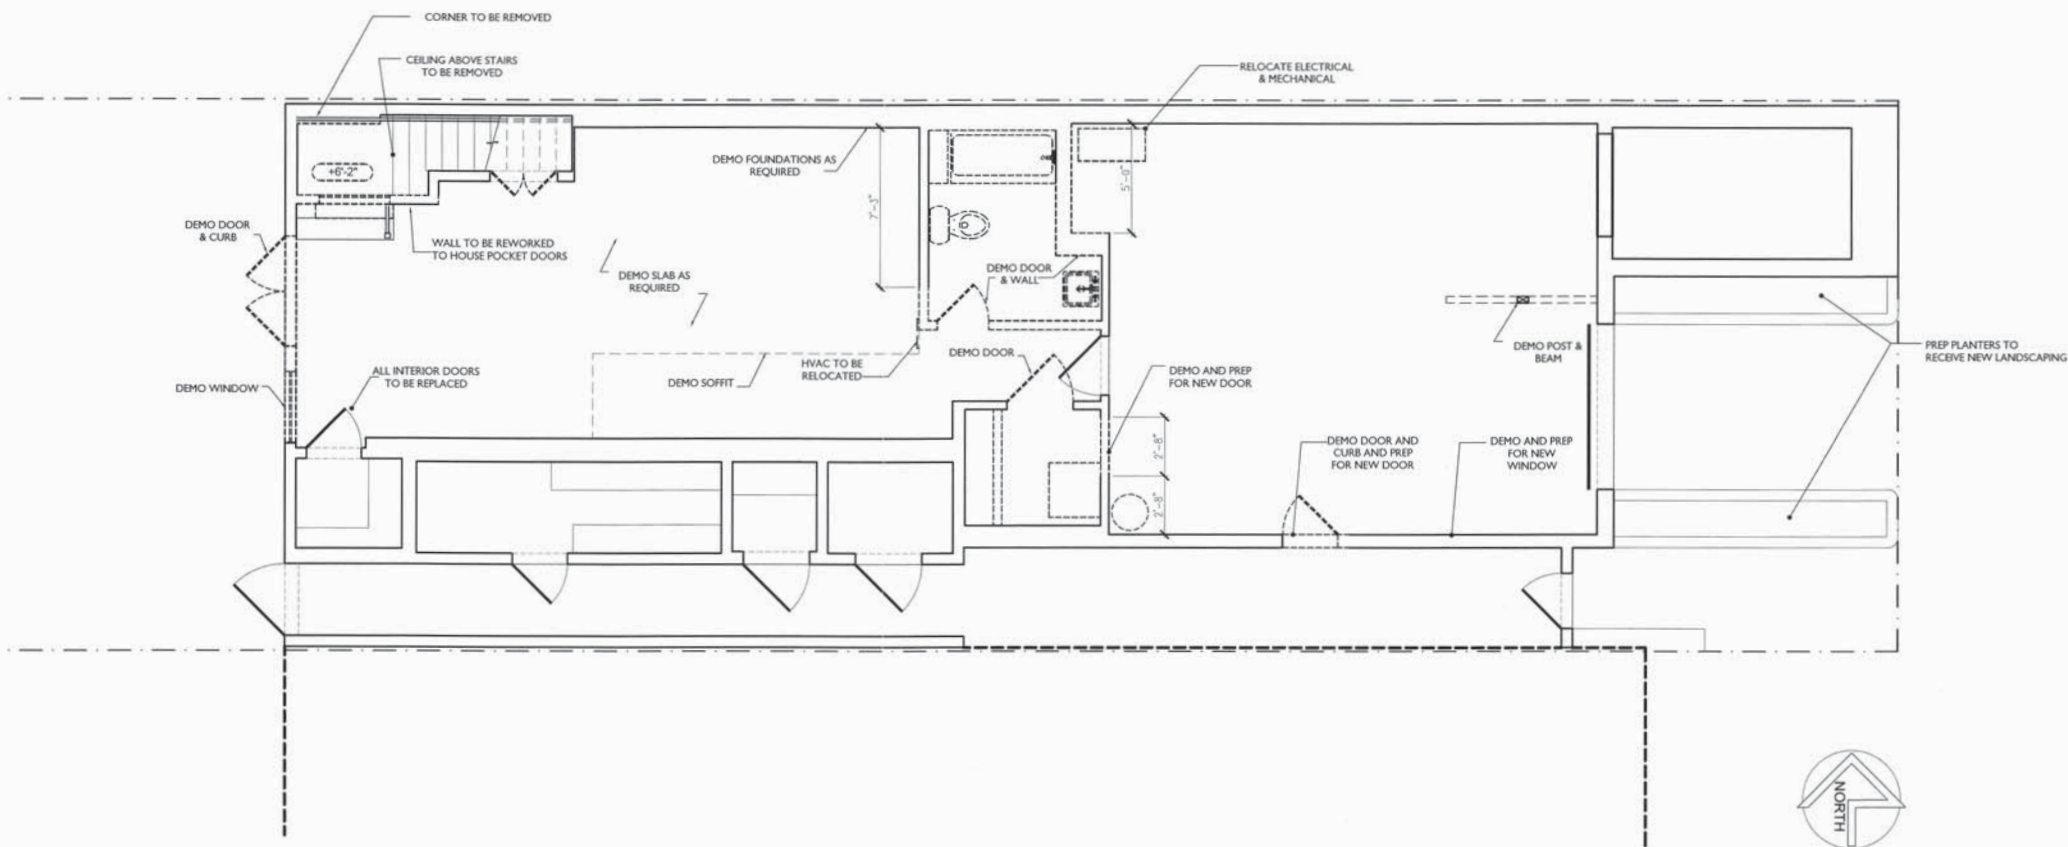 CORNER TO BE REMOVED
CEILING ABOVE STAIRS
TO BE REMOVED
RELOCATE ELECTRICAL
& MECHANICAL
DEMO FOUNDATIONS AS
REQUIRED
+6'-2"
7'-3"
5'-0"
DEMO DOOR
& CURB
WALL TO BE REWORKED
TO HOUSE POCKET DOORS
DEMO SLAB AS
REQUIRED
DEMO DOOR
& WALL
DEMO POST &
BEAM
PREP PLANTERS TO
RECEIVE NEW LANDSCAPING
DEMO WINDOW
ALL INTERIOR DOORS
TO BE REPLACED
DEMO SOFFIT
HVAC TO BE
RELOCATED
DEMO DOOR
DEMO AND PREP
FOR NEW DOOR
2'-8"
2'-8"
DEMO DOOR AND
CURB AND PREP
FOR NEW DOOR
DEMO AND PREP
FOR NEW
WINDOW
NORTH